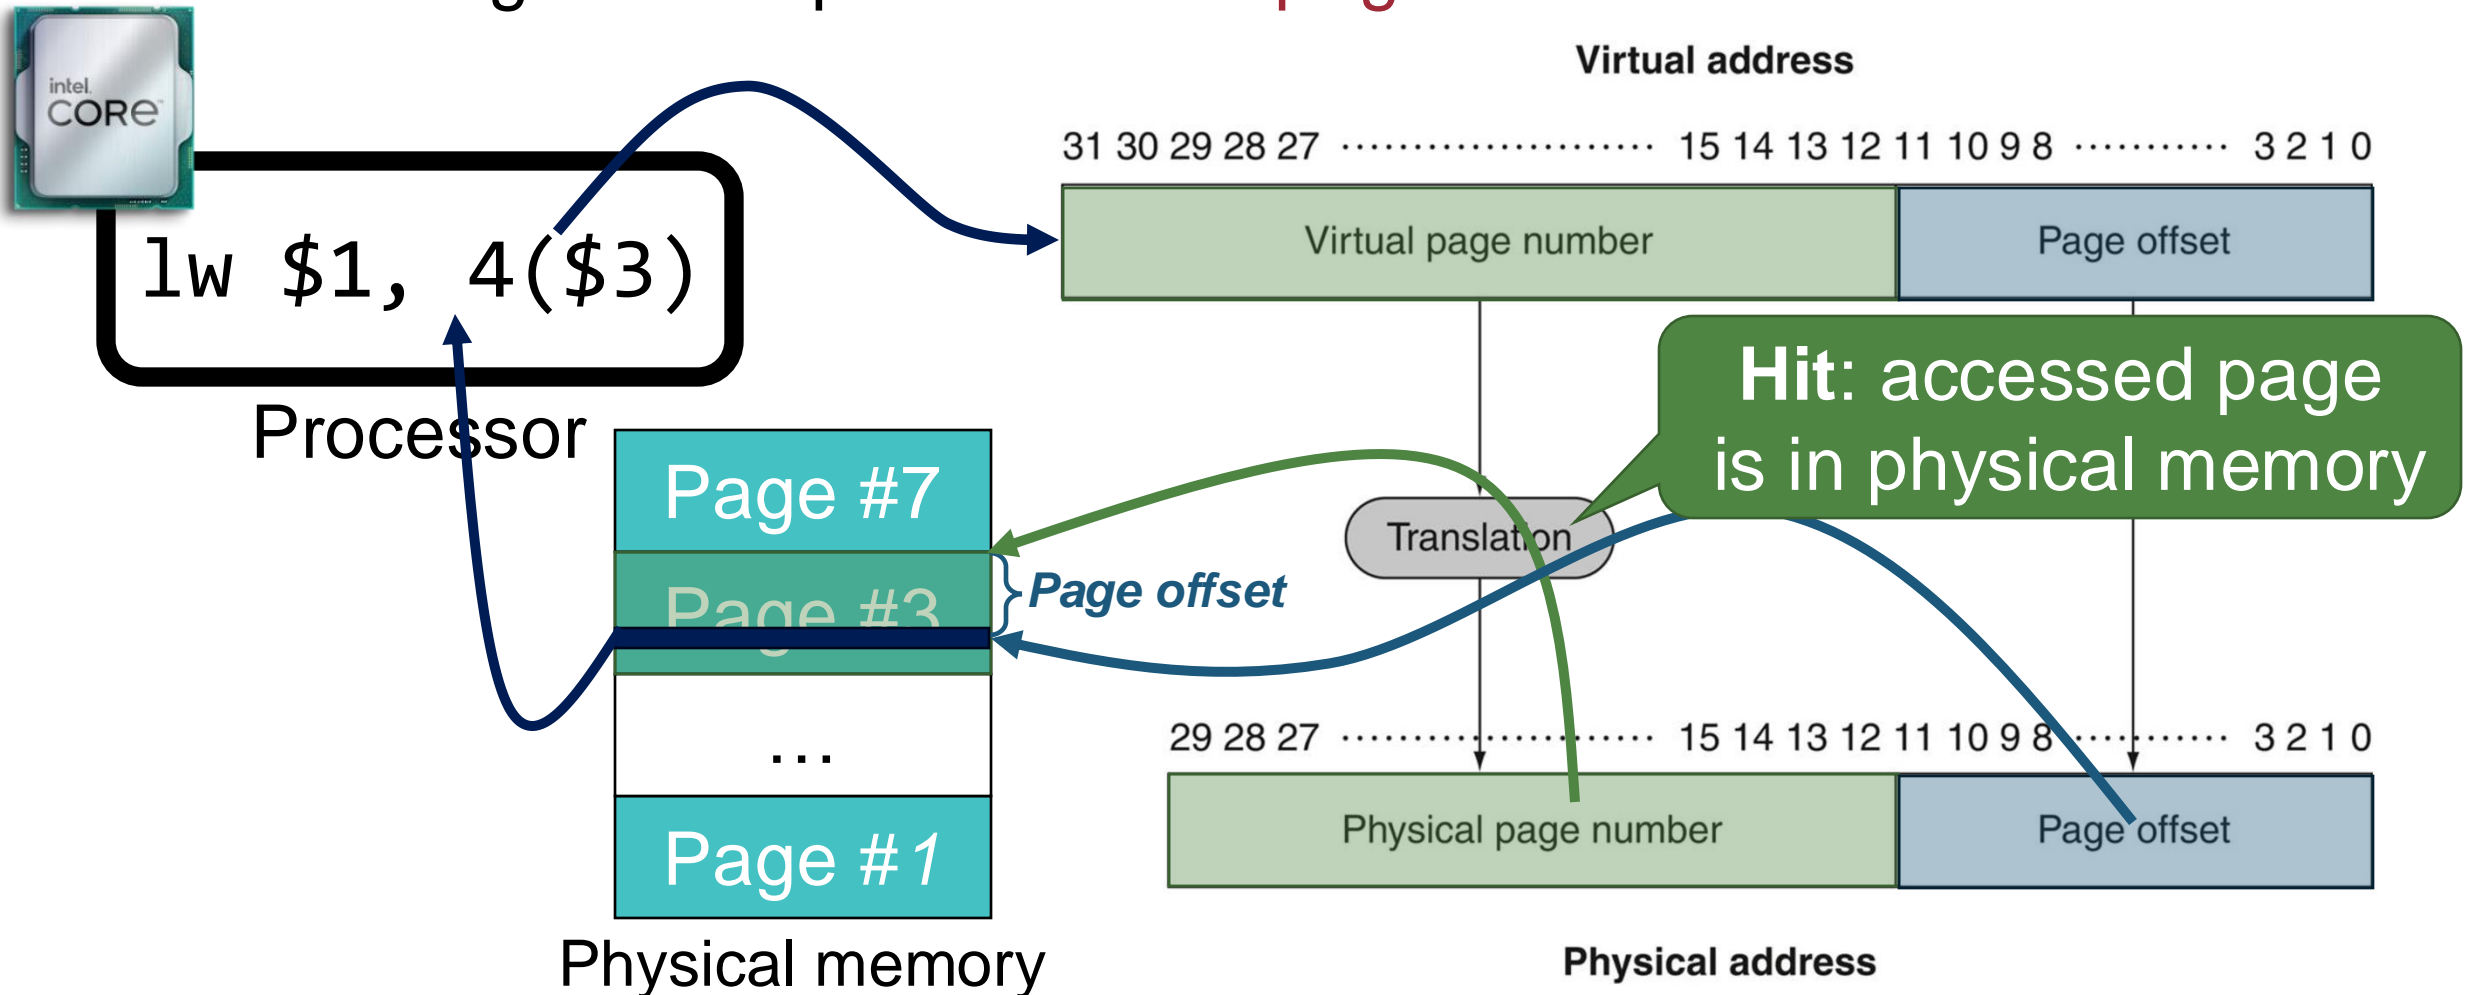 intel
CORE
lw $1, 4($3)
Processor
Page #7
Page #3
...
Page #1
Physical memory
Page offset
Virtual address
31 30 29 28 27 ...................... 15 14 13 12 11 10 9 8 ........... 3 2 1 0
Virtual page number
Page offset
Hit: accessed page
is in physical memory
Translation
29 28 27 ...................... 15 14 13 12 11 10 9 8 ........... 3 2 1 0
Physical page number
Page offset
Physical address